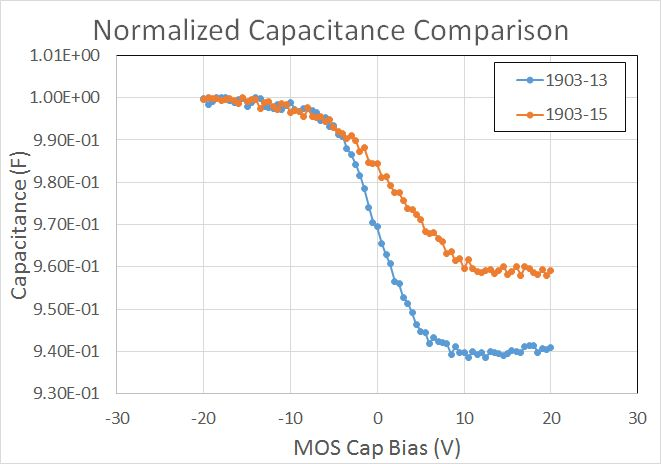 Normalized Capacitance Comparison
1.01E+00
1.00E+00
9.90E-01
9.80E-01
9.70E-01
9.60E-01
9.50E-01
9.40E-01
9.30E-01
Capacitance (F)
1903-13
1903-15
-30 -20 -10 0 10 20 30
MOS Cap Bias (V)